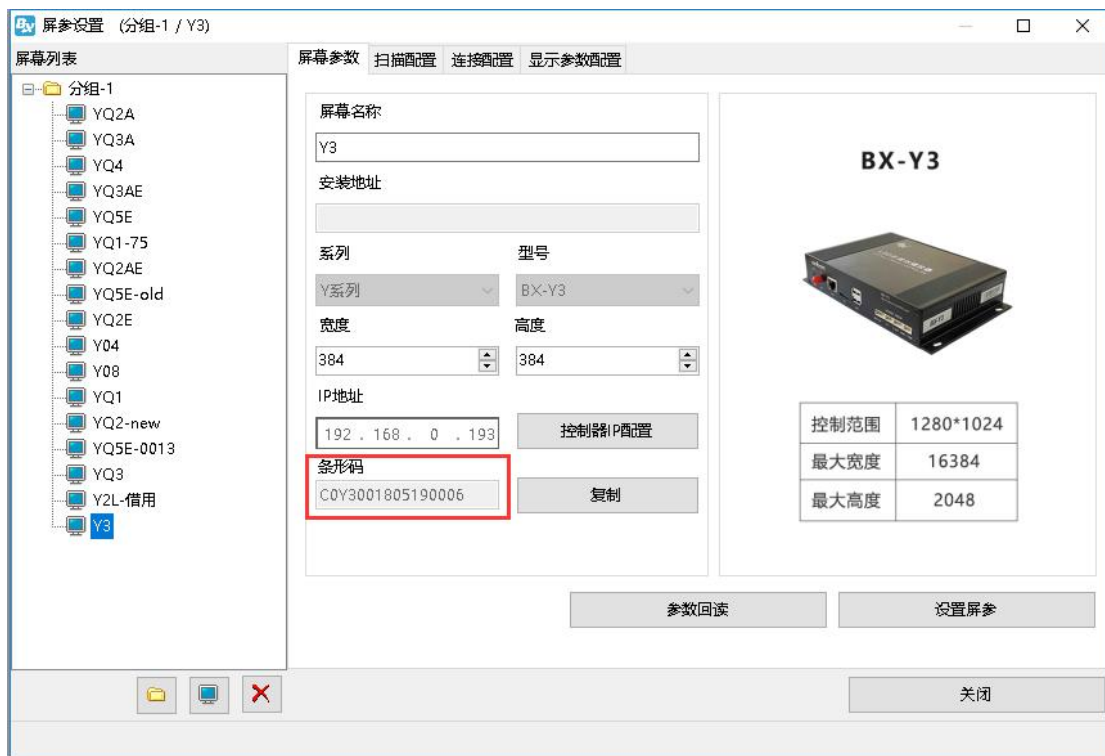 屏参设置 (分组-1 / Y3)
屏幕列表
分组-1
YQ2A
YQ3A
YQ4
YQ3AE
YQ5E
YQ1-75
YQ2AE
YQ5E-old
YQ2E
Y04
Y08
YQ1
YQ2-new
YQ5E-0013
YQ3
Y2L-借用
Y3
屏幕参数 扫描配置 连接配置 显示参数配置
屏幕名称
Y3
安装地址
系列 型号
Y系列 BX-Y3
宽度 高度
384 384
IP地址
192 . 168 . 0 . 193 控制器IP配置
条形码
C0Y3001805190006 复制
BX-Y3
控制范围 1280*1024
最大宽度 16384
最大高度 2048
参数回读 设置屏参
关闭